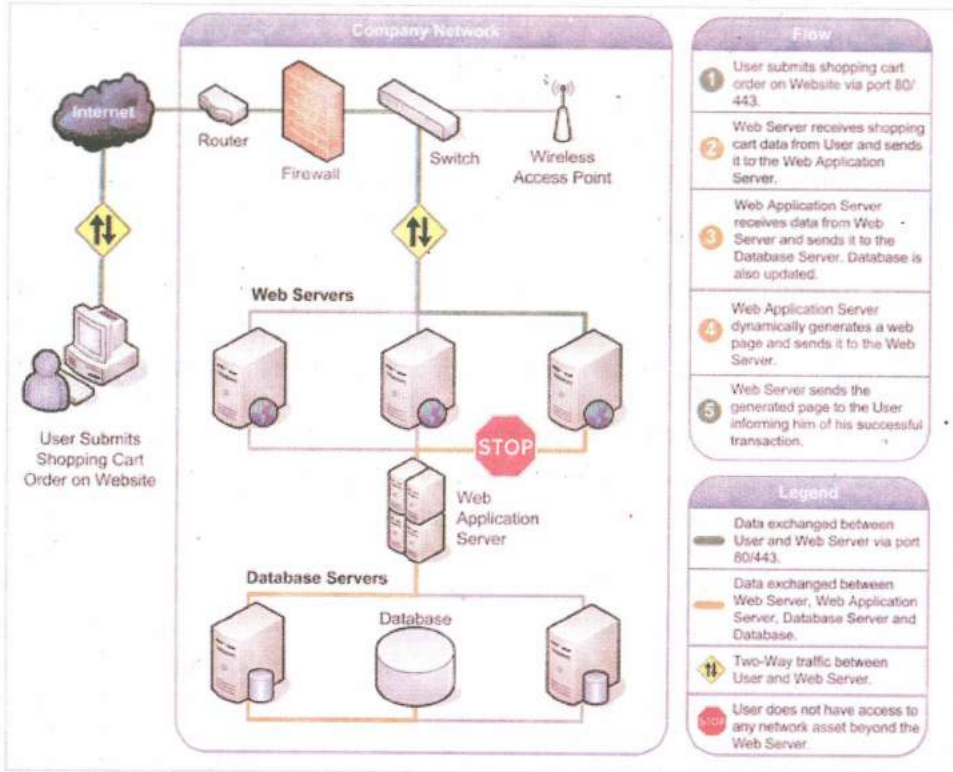 Company Network
Internet
Router
Firewall
Switch
Wireless
Access Point
User Submits
Shopping Cart
Order on Website
Web Servers
STOP
Web
Application
Server
Database Servers
Database
Flow
1
User submits shopping cart
order on Website via port 80/
443.
2
Web Server receives shopping
cart data from User and sends
it to the Web Application
Server.
3
Web Application Server
receives data from Web
Server and sends it to the
Database Server. Database is
also updated.
4
Web Application Server
dynamically generates a web
page and sends it to the Web
Server.
5
Web Server sends the
generated page to the User
informing him of his successful
transaction.
Legend
Data exchanged between
User and Web Server via port
80/443.
Data exchanged between
Web Server, Web Application
Server, Database Server and
Database.
Two-Way traffic between
User and Web Server.
STOP
User does not have access to
any network asset beyond the
Web Server.